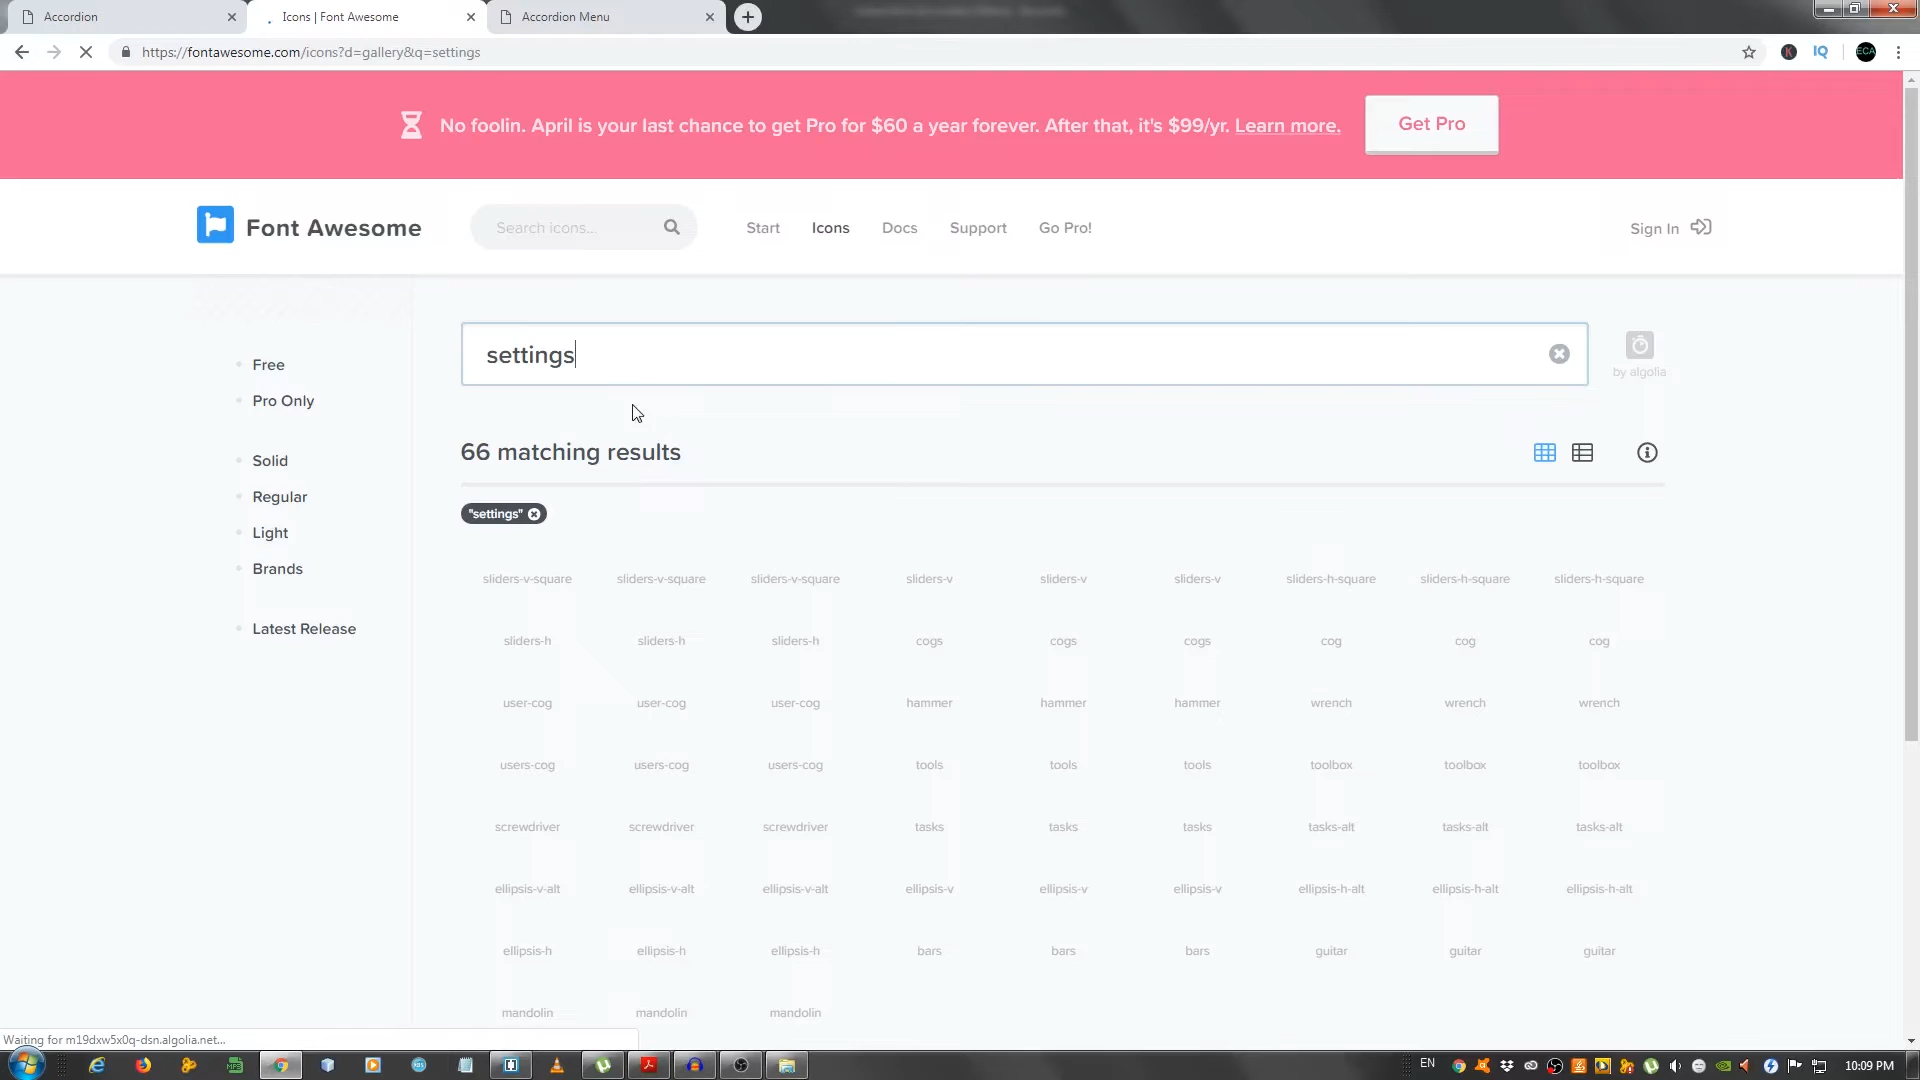 Accordion
Icons | Font Awesome
Accordion Menu
https://fontawesome.com/icons?d=gallery&q=settings
K
IQ
ECA
No foolin. April is your last chance to get Pro for $60 a year forever. After that, it's $99/yr. Learn more.
Get Pro
Font Awesome
Search icons...
Start
Icons
Docs
Support
Go Pro!
Sign In
settings
by algolia
Free
Pro Only
Solid
Regular
Light
Brands
Latest Release
66 matching results
"settings"
sliders-v-square sliders-v-square sliders-v-square sliders-v sliders-v sliders-v sliders-h-square sliders-h-square sliders-h-square
sliders-h sliders-h sliders-h cogs cogs cogs cog cog cog
user-cog user-cog user-cog hammer hammer hammer wrench wrench wrench
users-cog users-cog users-cog tools tools tools toolbox toolbox toolbox
screwdriver screwdriver screwdriver tasks tasks tasks tasks-alt tasks-alt tasks-alt
ellipsis-v-alt ellipsis-v-alt ellipsis-v-alt ellipsis-v ellipsis-v ellipsis-v ellipsis-h-alt ellipsis-h-alt ellipsis-h-alt
ellipsis-h ellipsis-h ellipsis-h bars bars bars guitar guitar guitar
mandolin mandolin mandolin
Waiting for m19dxw5x0q-dsn.algolia.net...
EN
10:09 PM